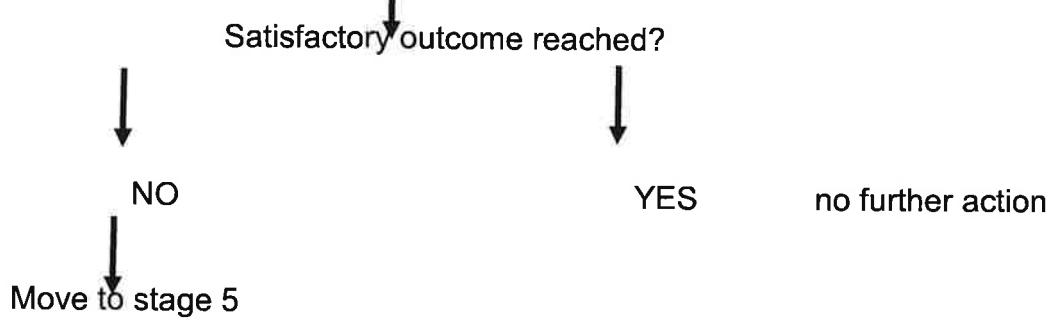 Satisfactory outcome reached?
NO
YES
no further action
Move to stage 5